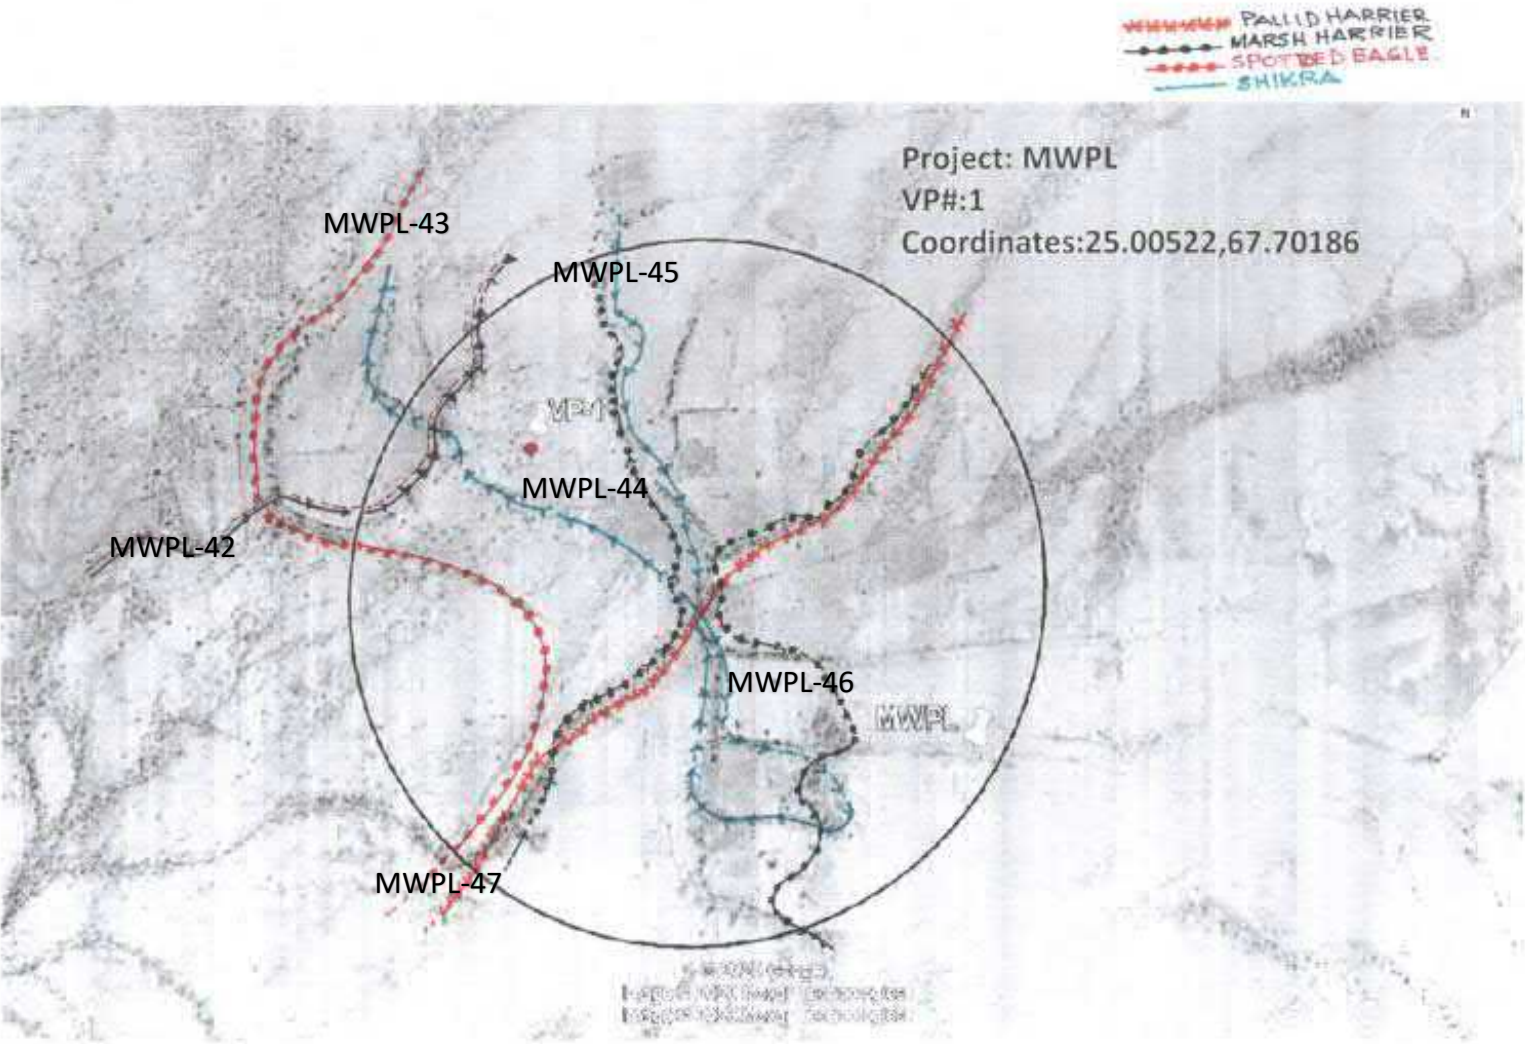 PALLID HARRIER
MARSH HARRIER
SPOTTED EAGLE
SHIKRA
N
Project: MWPL
VP#:1
Coordinates:25.00522,67.70186
MWPL-43
MWPL-45
VP-1
MWPL-44
MWPL-42
MWPL-46
MWPL
MWPL-47